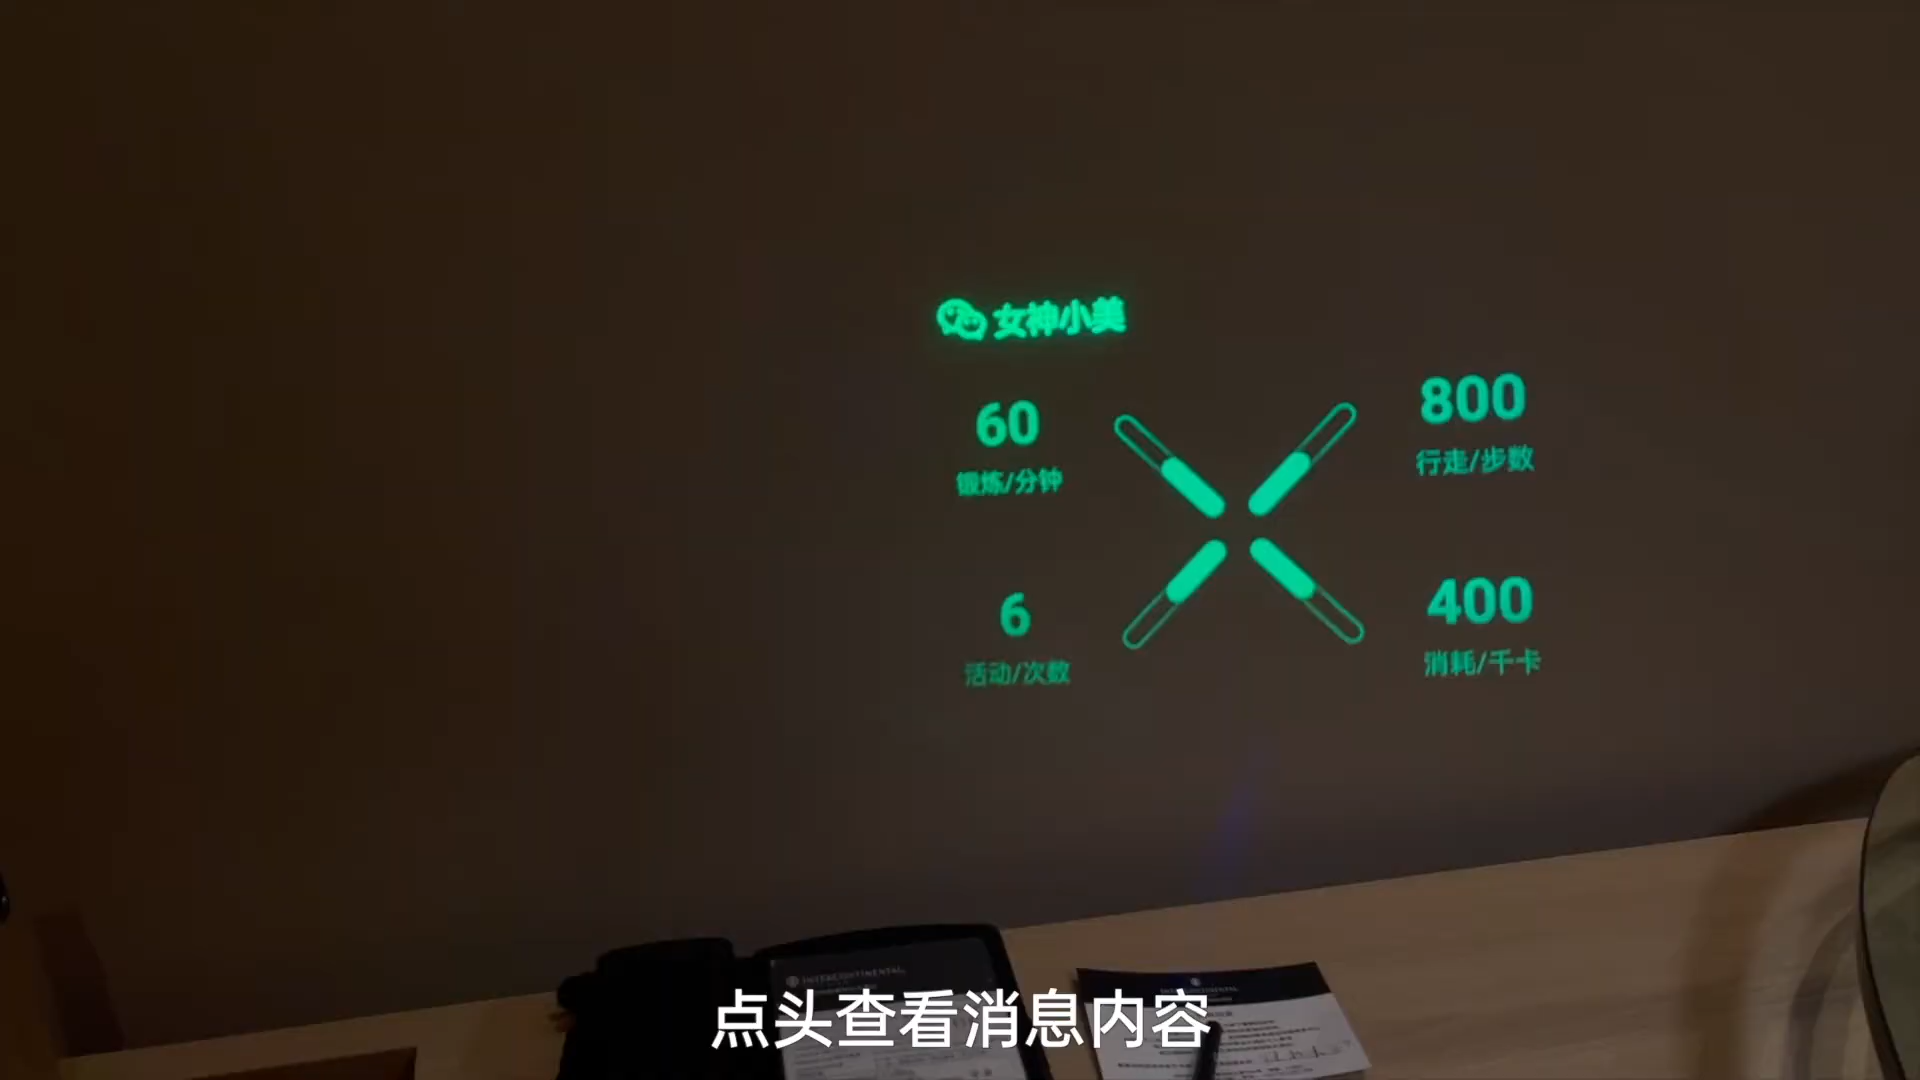 女神小美
60
锻炼/分钟
800
行走/步数
6
活动/次数
400
消耗/千卡
INTERCONTINENTAL
点头查看消息内容